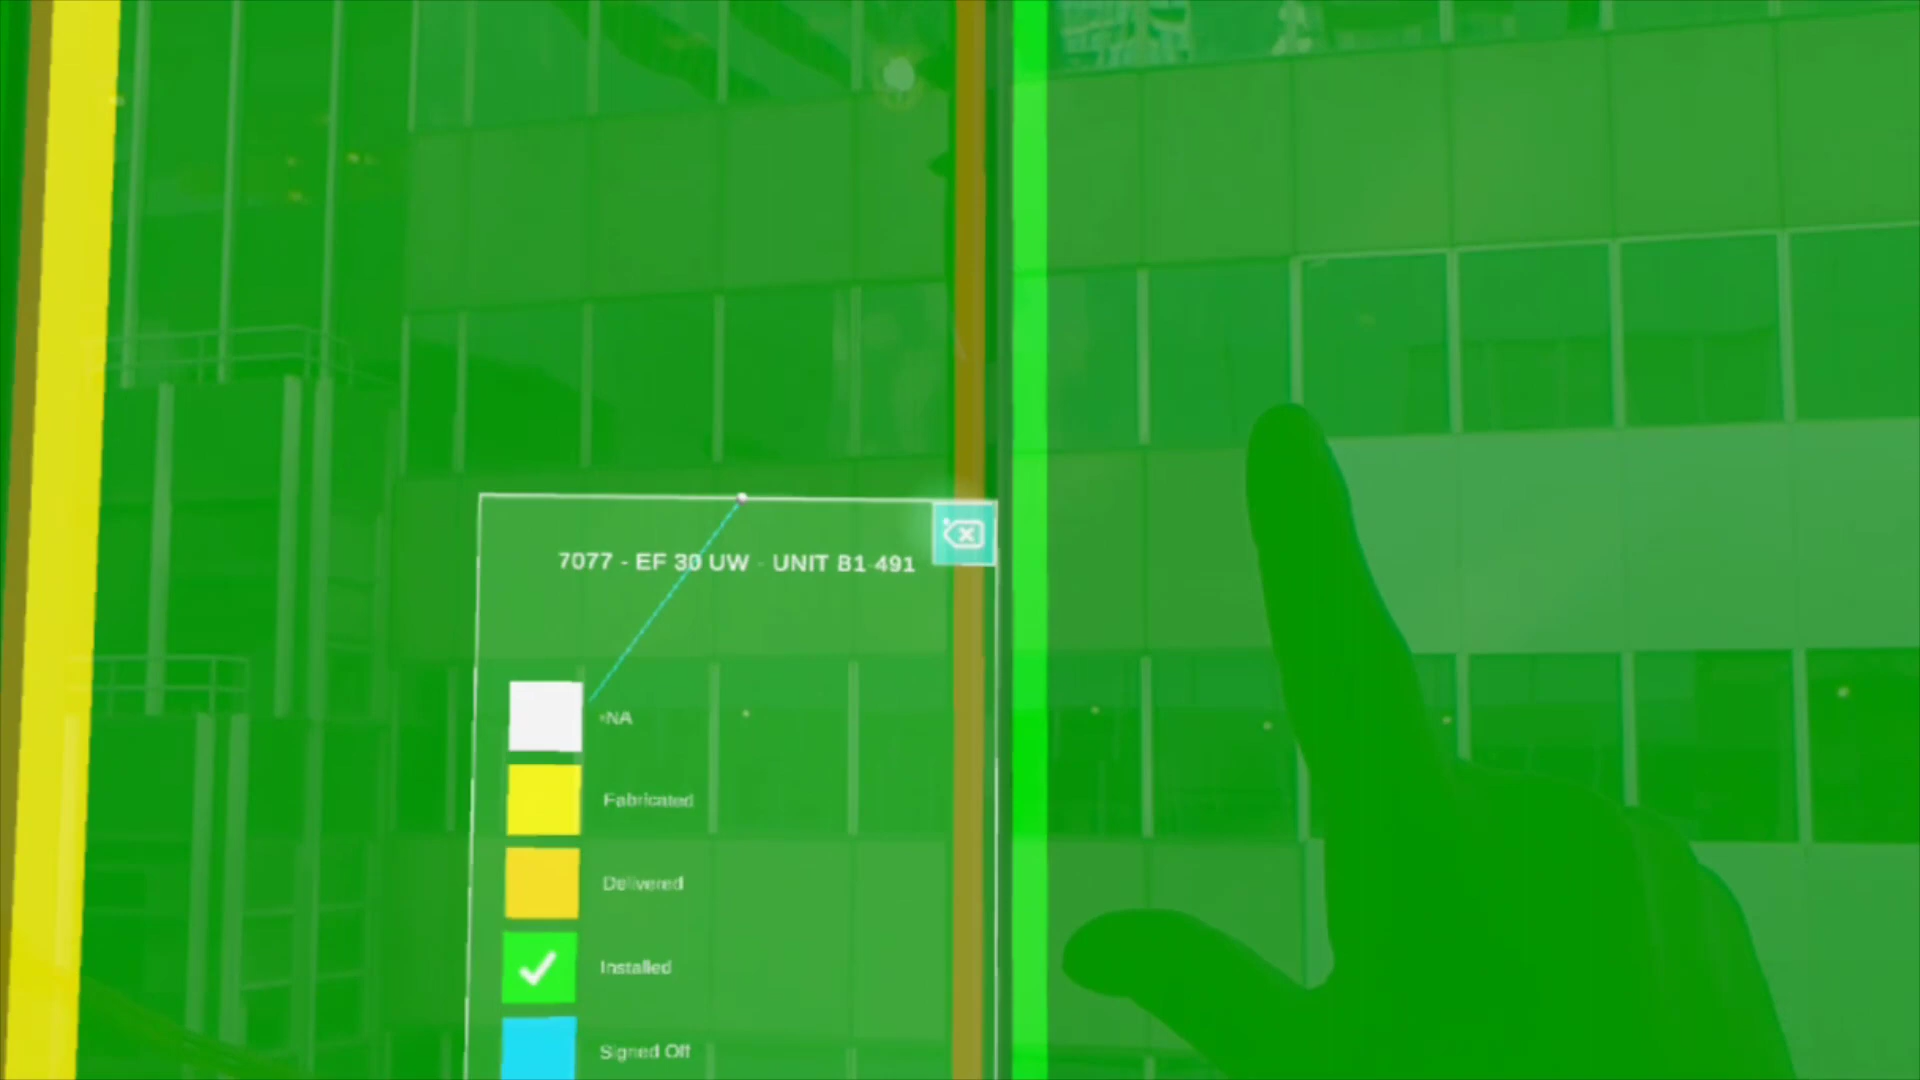 7077 - EF 30 UW - UNIT B1-491
NA
Fabricated
Delivered
Installed
Signed Off